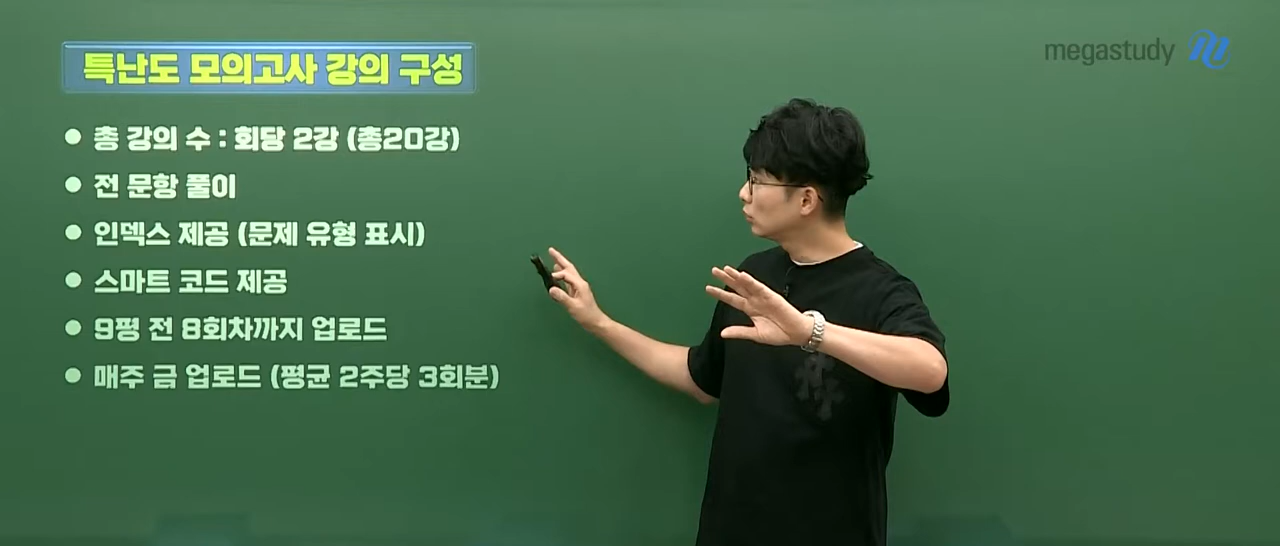 특난도 모의고사 강의 구성
megastudy
● 총 강의 수 : 회당 2강 (총20강)
● 전 문항 풀이
● 인덱스 제공 (문제 유형 표시)
● 스마트 코드 제공
● 9평 전 8회차까지 업로드
● 매주 금 업로드 (평균 2주당 3회분)